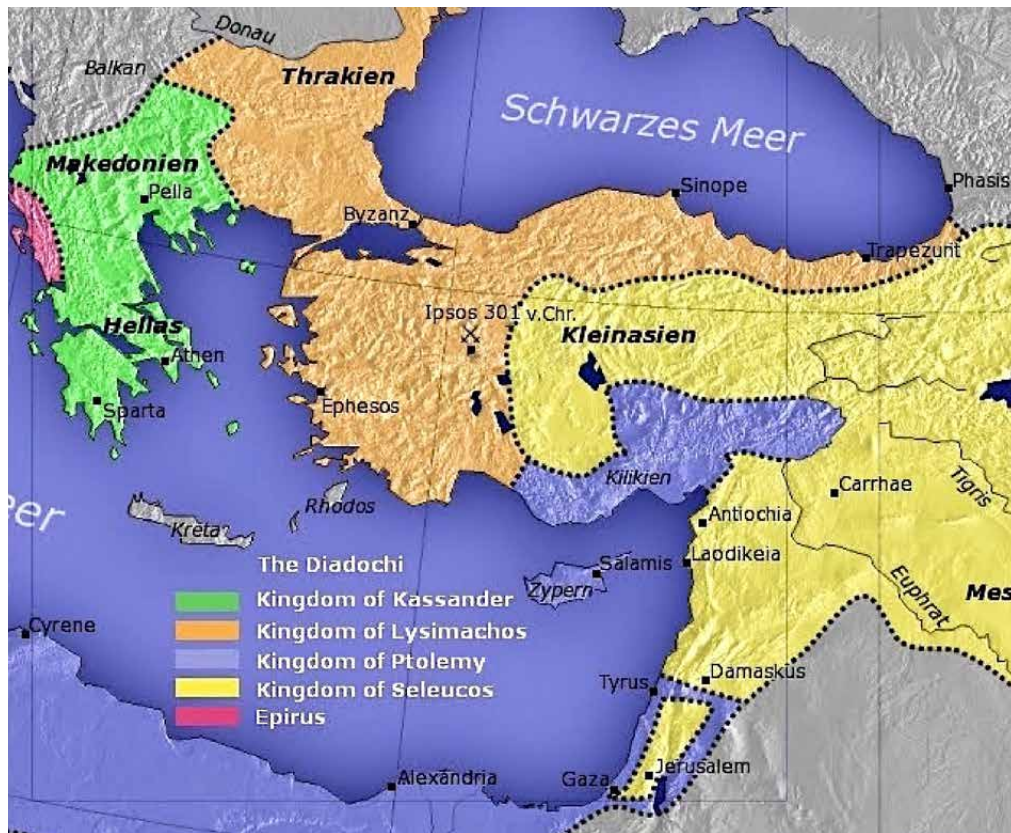 Donau
Balkan
Thrakien
Schwarzes Meer
Makedonien
Pella
Sinope
Phasis
Byzanz
Trapezunt
Ipsos 301 v.Chr.
Hellas
Kleinasien
Athen
Ephesos
Sparta
Kilikien
Tigris
Carrhae
Rhodos
eer
Kreta
Antiochia
The Diadochi
Salamis
Laodikeia
Zypern
Euphrat
Mes
Kingdom of Kassander
Cyrene
Kingdom of Lysimachos
Kingdom of Ptolemy
Kingdom of Seleucos
Tyrus
Damaskus
Epirus
Alexandria
Gaza
Jerusalem